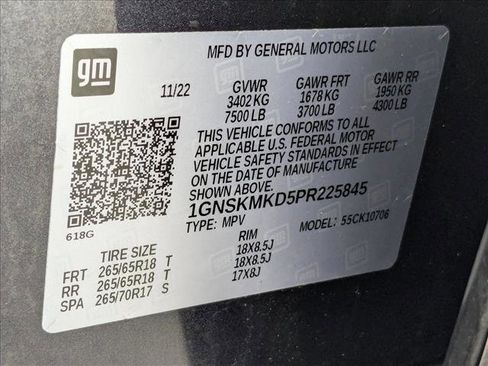 gm
MFD BY GENERAL MOTORS LLC
11/22 GVWR GAWR FRT GAWR RR
3402 KG 1678 KG 1950 KG
7500 LB 3700 LB 4300 LB
THIS VEHICLE CONFORMS TO ALL
APPLICABLE U.S. FEDERAL MOTOR
VEHICLE SAFETY STANDARDS IN EFFECT
ON THE DATE OF MANUFACTURE
SHOWN ABOVE.
1GNSKMKD5PR225845
618G TYPE: MPV MODEL: 55CK10706
TIRE SIZE RIM
FRT 265/65R18 T 18X8.5J
RR 265/65R18 T 18X8.5J
SPA 265/70R17 S 17X8J